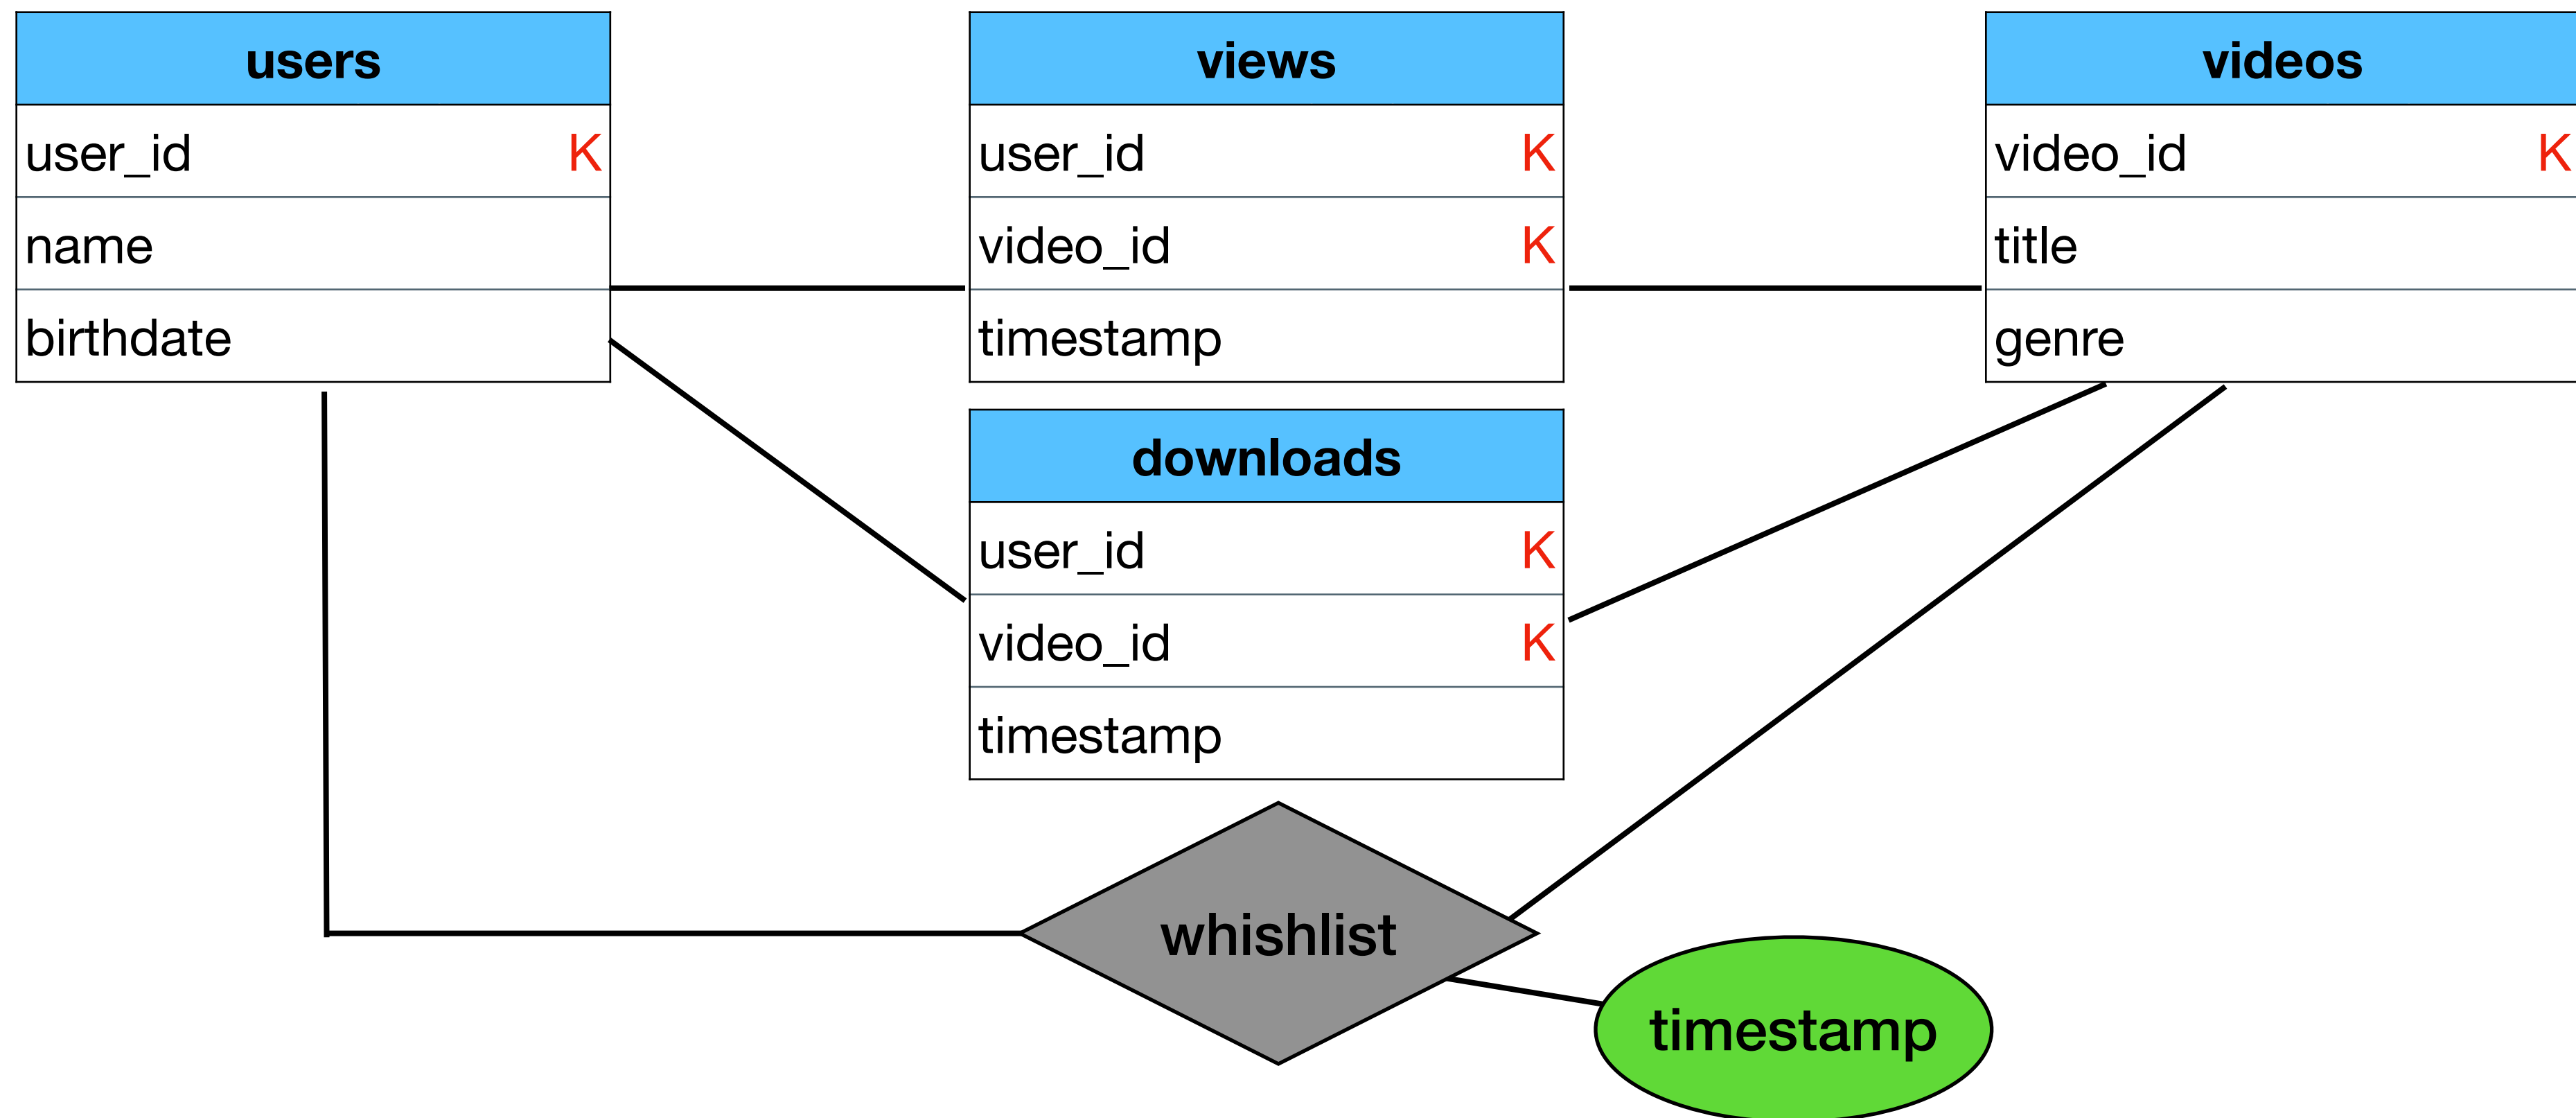 users
user_id K
name
birthdate
views
user_id K
video_id K
timestamp
videos
video_id K
title
genre
downloads
user_id K
video_id K
timestamp
whishlist
timestamp